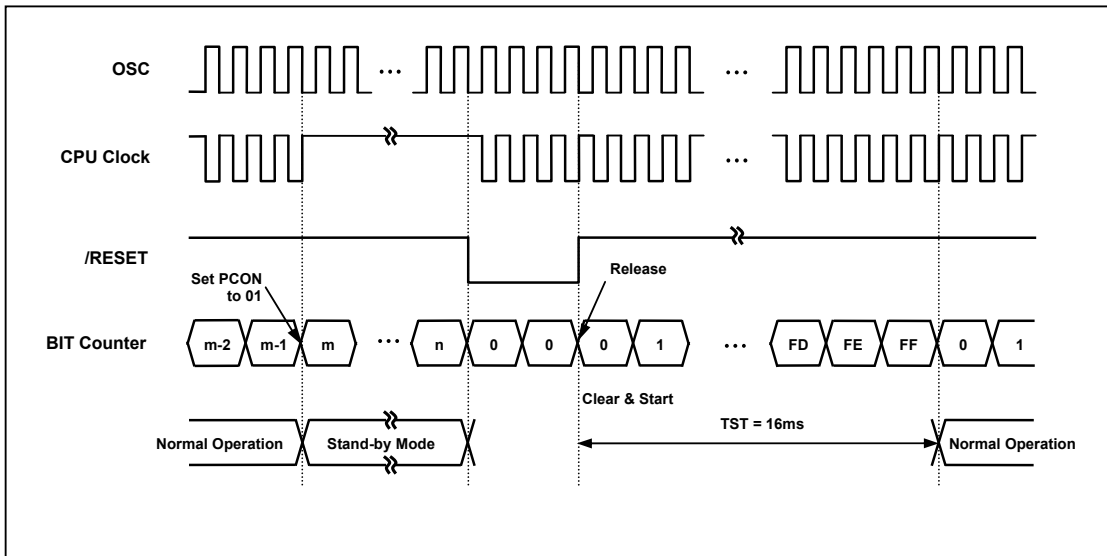 OSC
...
...
CPU Clock
...
/RESET
Set PCON
to 01
Release
BIT Counter
m-2 m-1 m ... n 0 0 0 1 ... FD FE FF 0 1
Clear & Start
Normal Operation Stand-by Mode TST = 16ms Normal Operation